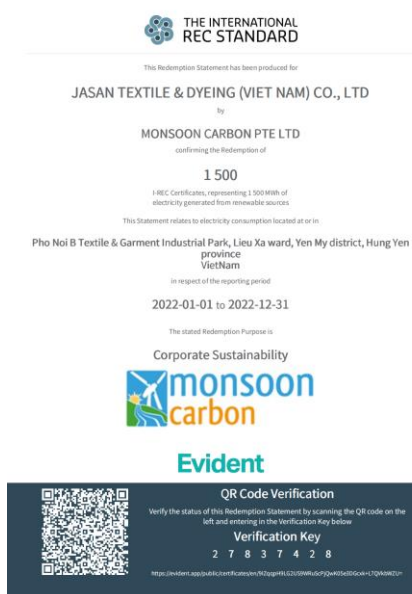 THE INTERNATIONAL
REC STANDARD
This Redemption Statement has been produced for
JASAN TEXTILE & DYEING (VIET NAM) CO., LTD
by
MONSOON CARBON PTE LTD
confirming the Redemption of
1 500
I-REC Certificates, representing 1 500 MWh of
electricity generated from renewable sources
This Statement relates to electricity consumption located at or in
Pho Noi B Textile & Garment Industrial Park, Lieu Xa ward, Yen My district, Hung Yen
province
VietNam
in respect of the reporting period
2022-01-01 to 2022-12-31
The stated Redemption Purpose is
Corporate Sustainability
monsoon
carbon
Evident
QR Code Verification
Verify the status of this Redemption Statement by scanning the QR code on the
left and entering in the Verification Key below
Verification Key
2 7 8 3 7 4 2 8